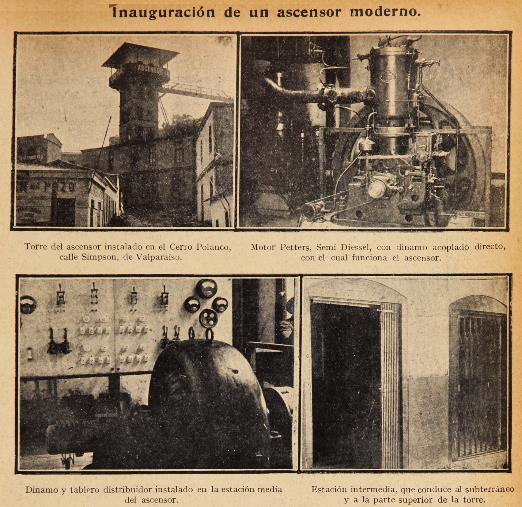 Inauguración de un ascensor moderno.
ASCENSOR
Torre del ascensor instalado en el Cerro Polanco,
calle Simpson, de Valparaíso.
Motor Petters, Semi Diessel, con dinamo acoplado directo,
con el cual funciona el ascensor.
Dinamo y tablero distribuidor instalado en la estación media
del ascensor.
Estación intermedia, que conduce al subterráneo
y a la parte superior de la torre.